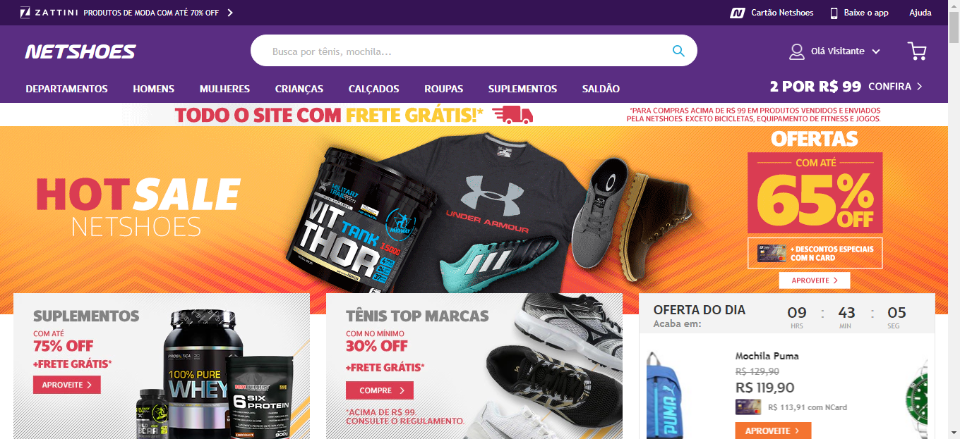 ZATTINI PRODUTOS DE MODA COM ATÉ 70% OFF
Cartão Netshoes
Baixe o app
Ajuda
NETSHOES
Busca por tênis, mochila...
Olá Visitante
DEPARTAMENTOS
HOMENS
MULHERES
CRIANÇAS
CALÇADOS
ROUPAS
SUPLEMENTOS
SALDÃO
2 POR R$ 99 CONFIRA
TODO O SITE COM FRETE GRÁTIS!*
*PARA COMPRAS ACIMA DE R$ 99 EM PRODUTOS VENDIDOS E ENVIADOS
PELA NETSHOES. EXCETO BICICLETAS, EQUIPAMENTO DE FITNESS E JOGOS.
HOT SALE
NETSHOES
MILITARY
TRAIL
VIT
TANK
THOR
UNDER ARMOUR
OFERTAS
COM ATÉ
65%
OFF
+ DESCONTOS ESPECIAIS
COM N CARD
APROVEITE
SUPLEMENTOS
COM ATÉ
75% OFF
+FRETE GRÁTIS*
APROVEITE
100% PURE
WHEY
6 SIX
PROTEIN
TÊNIS TOP MARCAS
COM NO MÍNIMO
30% OFF
+FRETE GRÁTIS*
COMPRE
*ACIMA DE R$ 99.
CONSULTE O REGULAMENTO.
OFERTA DO DIA
Acaba em:
09 : 43 : 05
HRS MIN SEG
PUMA
Mochila Puma
R$ 129,90
R$ 119,90
R$ 113,91 com NCard
APROVEITE